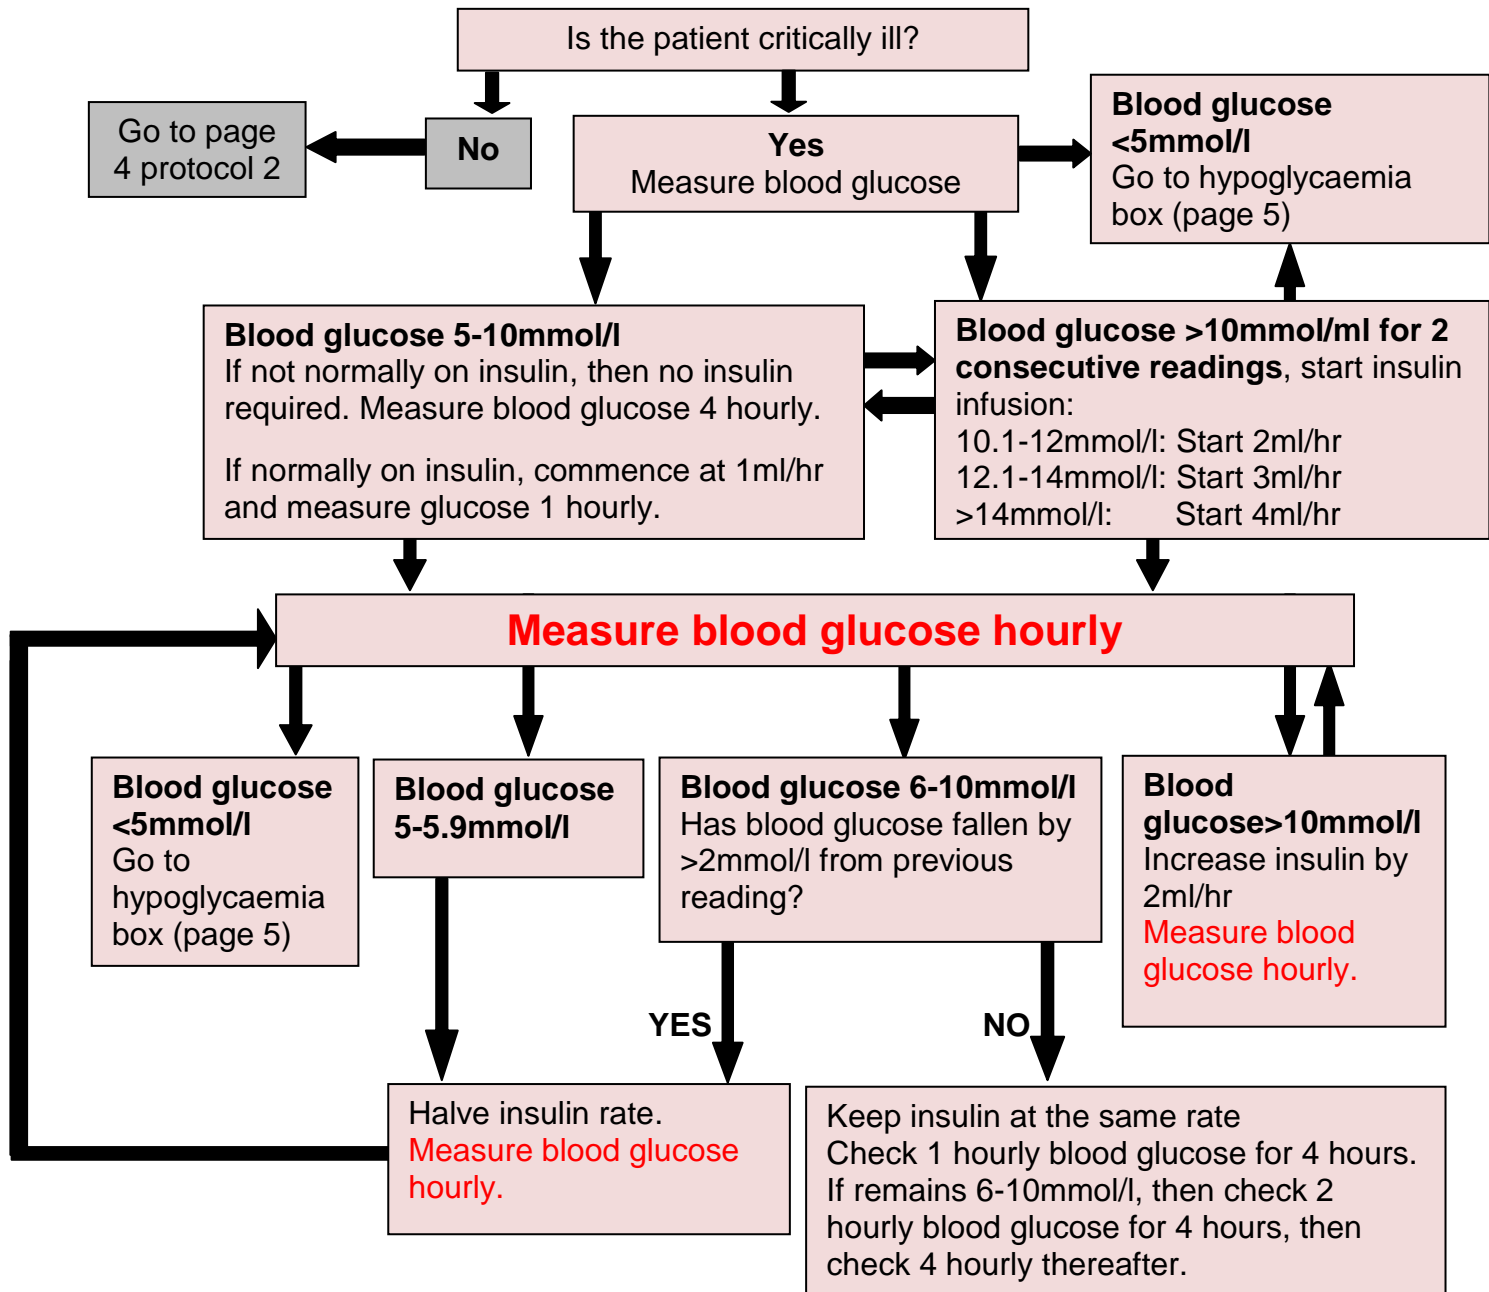 Is the patient critically ill?
Go to page
4 protocol 2
No
Yes
Measure blood glucose
Blood glucose
<5mmol/l
Go to hypoglycaemia
box (page 5)
Blood glucose 5-10mmol/l
If not normally on insulin, then no insulin
required. Measure blood glucose 4 hourly.
If normally on insulin, commence at 1ml/hr
and measure glucose 1 hourly.
Blood glucose >10mmol/ml for 2
consecutive readings, start insulin
infusion:
10.1-12mmol/l: Start 2ml/hr
12.1-14mmol/l: Start 3ml/hr
>14mmol/l: Start 4ml/hr
Measure blood glucose hourly
Blood glucose
<5mmol/l
Go to
hypoglycaemia
box (page 5)
Blood glucose
5-5.9mmol/l
Blood glucose 6-10mmol/l
Has blood glucose fallen by
>2mmol/l from previous
reading?
Blood
glucose>10mmol/l
Increase insulin by
2ml/hr
Measure blood
glucose hourly.
YES
NO
Halve insulin rate.
Measure blood glucose
hourly.
Keep insulin at the same rate
Check 1 hourly blood glucose for 4 hours.
If remains 6-10mmol/l, then check 2
hourly blood glucose for 4 hours, then
check 4 hourly thereafter.